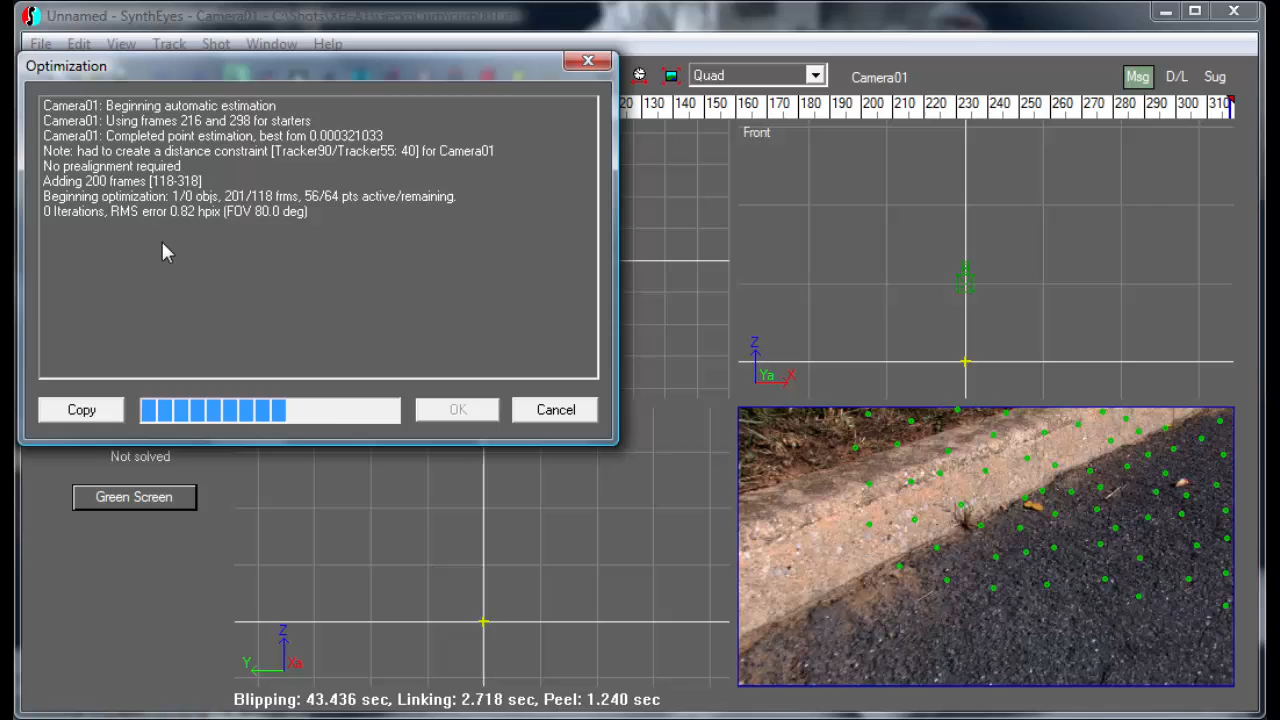 Unnamed - SynthEyes - Camera01 -
File Edit View Track Shot Window Help
Optimization
Quad
Camera01
Msg D/L Sug
120 130 140 150 160 170 180 190 200 210 220 230 240 250 260 270 280 290 300 310
Camera01: Beginning automatic estimation
Camera01: Using frames 216 and 298 for starters
Camera01: Completed point estimation, best fom 0.000321033
Note: had to create a distance constraint [Tracker90/Tracker55: 40] for Camera01
No prealignment required
Adding 200 frames [118-318]
Beginning optimization: 1/0 objs, 201/118 frms, 56/64 pts active/remaining.
0 Iterations, RMS error 0.82 hpix (FOV 80.0 deg)
Copy
OK
Cancel
Front
Z
Ya X
Not solved
Green Screen
Z
Y Xa
Blipping: 43.436 sec, Linking: 2.718 sec, Peel: 1.240 sec